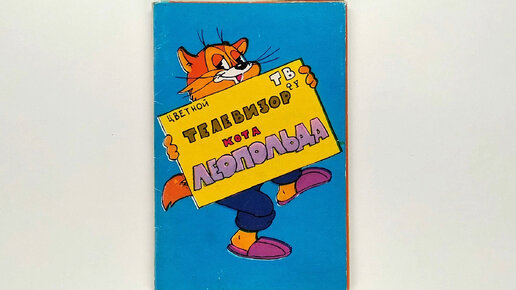 ЦВЕТНОЙ
ТВ
ТЕЛЕВИЗОР
КОТА
ЛЕОПОЛЬДА